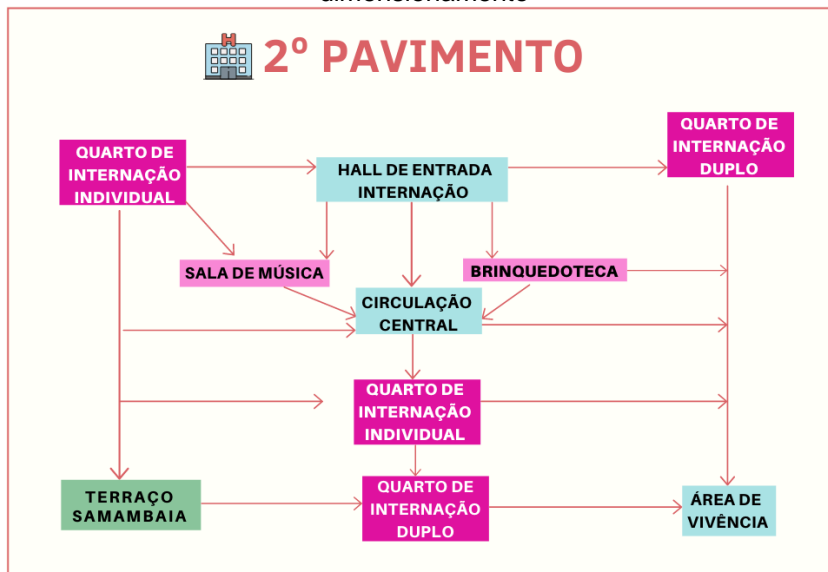 dimensionamento
H
2º PAVIMENTO
QUARTO DE
INTERNAÇÃO
INDIVIDUAL
HALL DE ENTRADA
INTERNAÇÃO
QUARTO DE
INTERNAÇÃO
DUPLO
SALA DE MÚSICA
BRINQUEDOTECA
CIRCULAÇÃO
CENTRAL
QUARTO DE
INTERNAÇÃO
INDIVIDUAL
TERRAÇO
SAMAMBAIA
QUARTO DE
INTERNAÇÃO
DUPLO
ÁREA DE
VIVÊNCIA